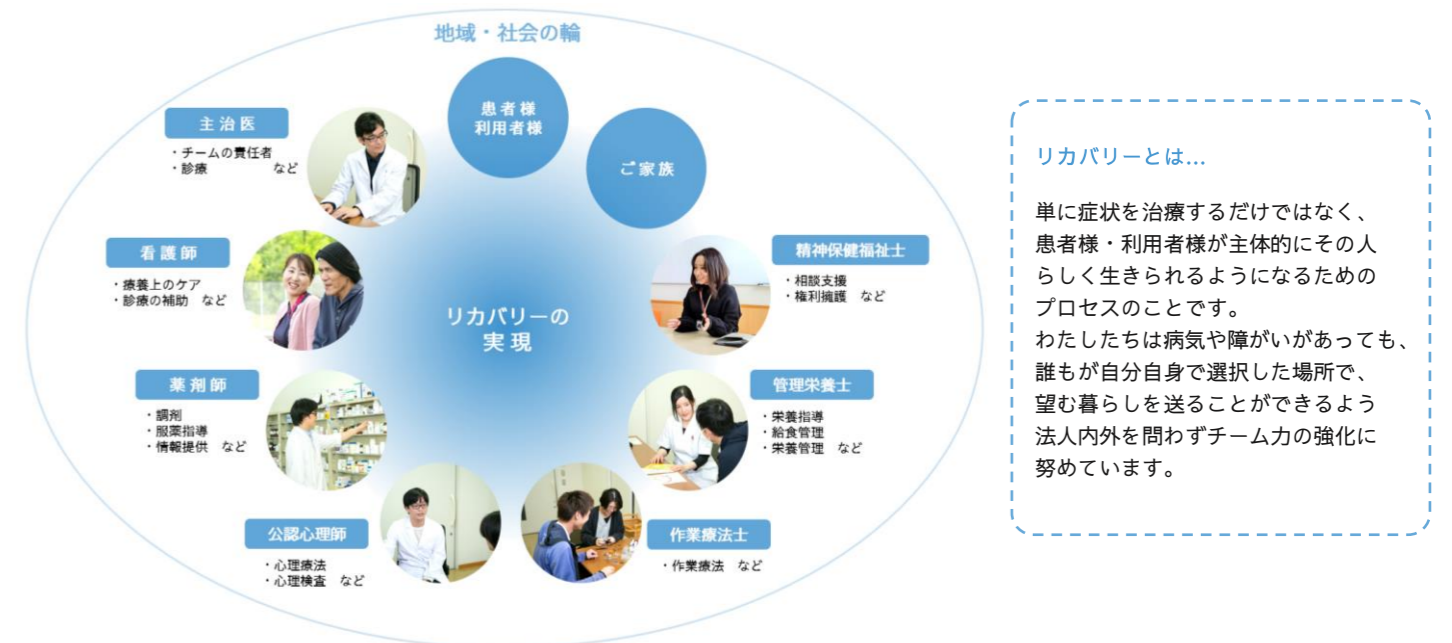 地域・社会の輪
患者様
利用者様
ご家族
主治医
・チームの責任者
・診療　　　　など
看護師
・療養上のケア
・診療の補助　など
精神保健福祉士
・相談支援
・権利擁護　など
リカバリーの
実現
薬剤師
・調剤
・服薬指導
・情報提供　など
管理栄養士
・栄養指導
・給食管理
・栄養管理　など
公認心理師
・心理療法
・心理検査　など
作業療法士
・作業療法　など
リカバリーとは…
単に症状を治療するだけではなく、
患者様・利用者様が主体的にその人
らしく生きられるようになるための
プロセスのことです。
わたしたちは病気や障がいがあっても、
誰もが自分自身で選択した場所で、
望む暮らしを送ることができるよう
法人内外を問わずチーム力の強化に
努めています。